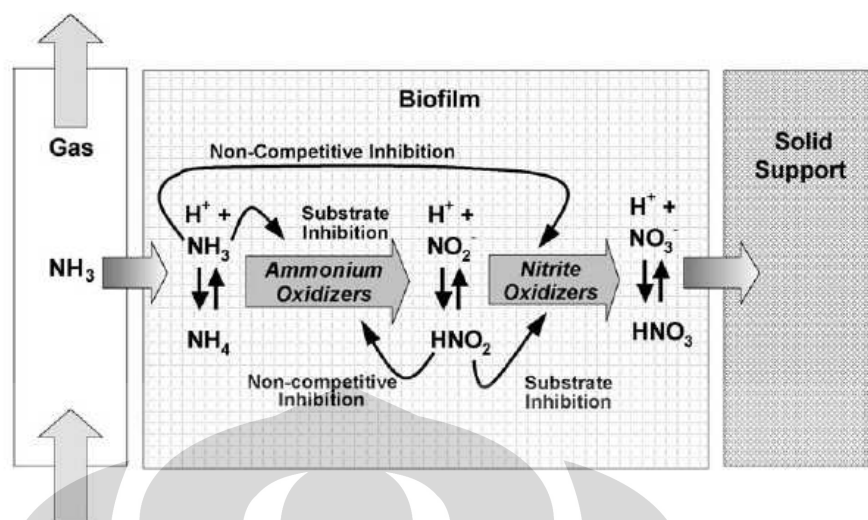 Biofilm
Gas
Solid
Support
Non-Competitive Inhibition
H⁺ +
NH₃
Substrate
Inhibition
H⁺ +
NO₂⁻
H⁺ +
NO₃⁻
NH₃
Ammonium
Oxidizers
Nitrite
Oxidizers
NH₄
HNO₂
HNO₃
Non-competitive
Inhibition
Substrate
Inhibition